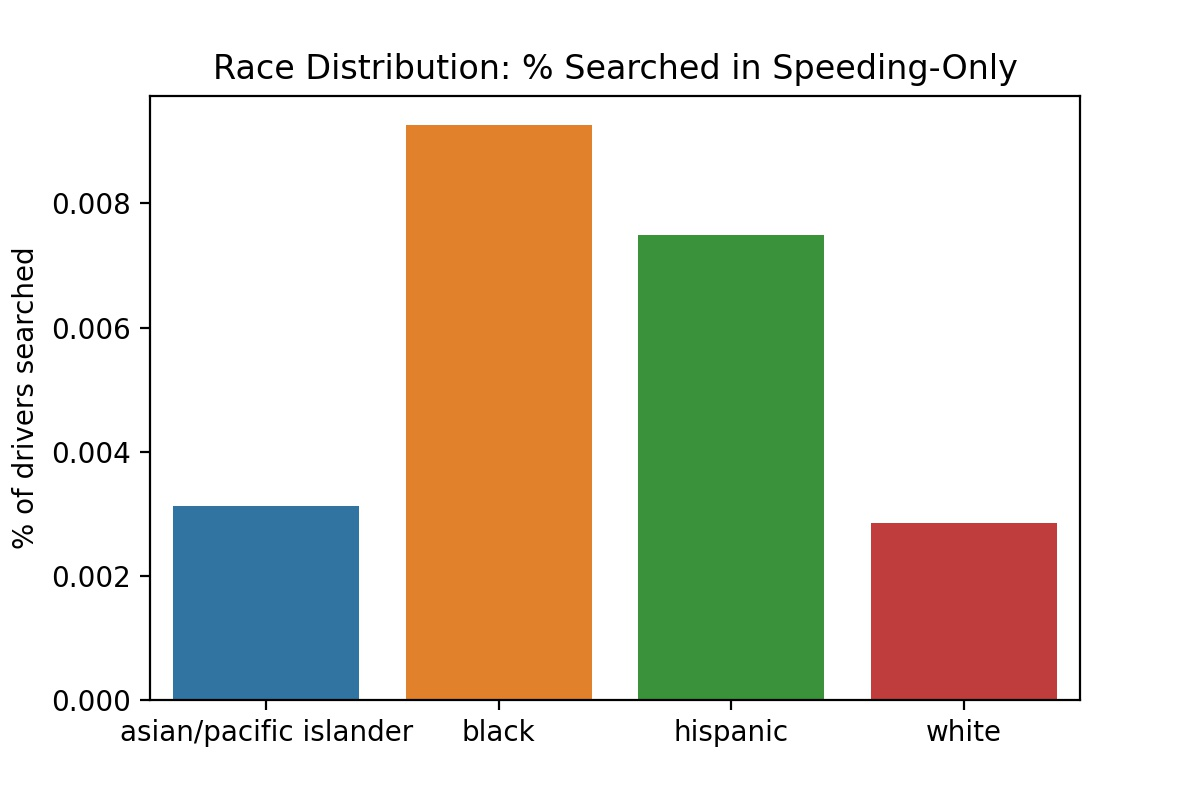 Race Distribution: % Searched in Speeding-Only
% of drivers searched
0.008
0.006
0.004
0.002
0.000
asian/pacific islander
black
hispanic
white